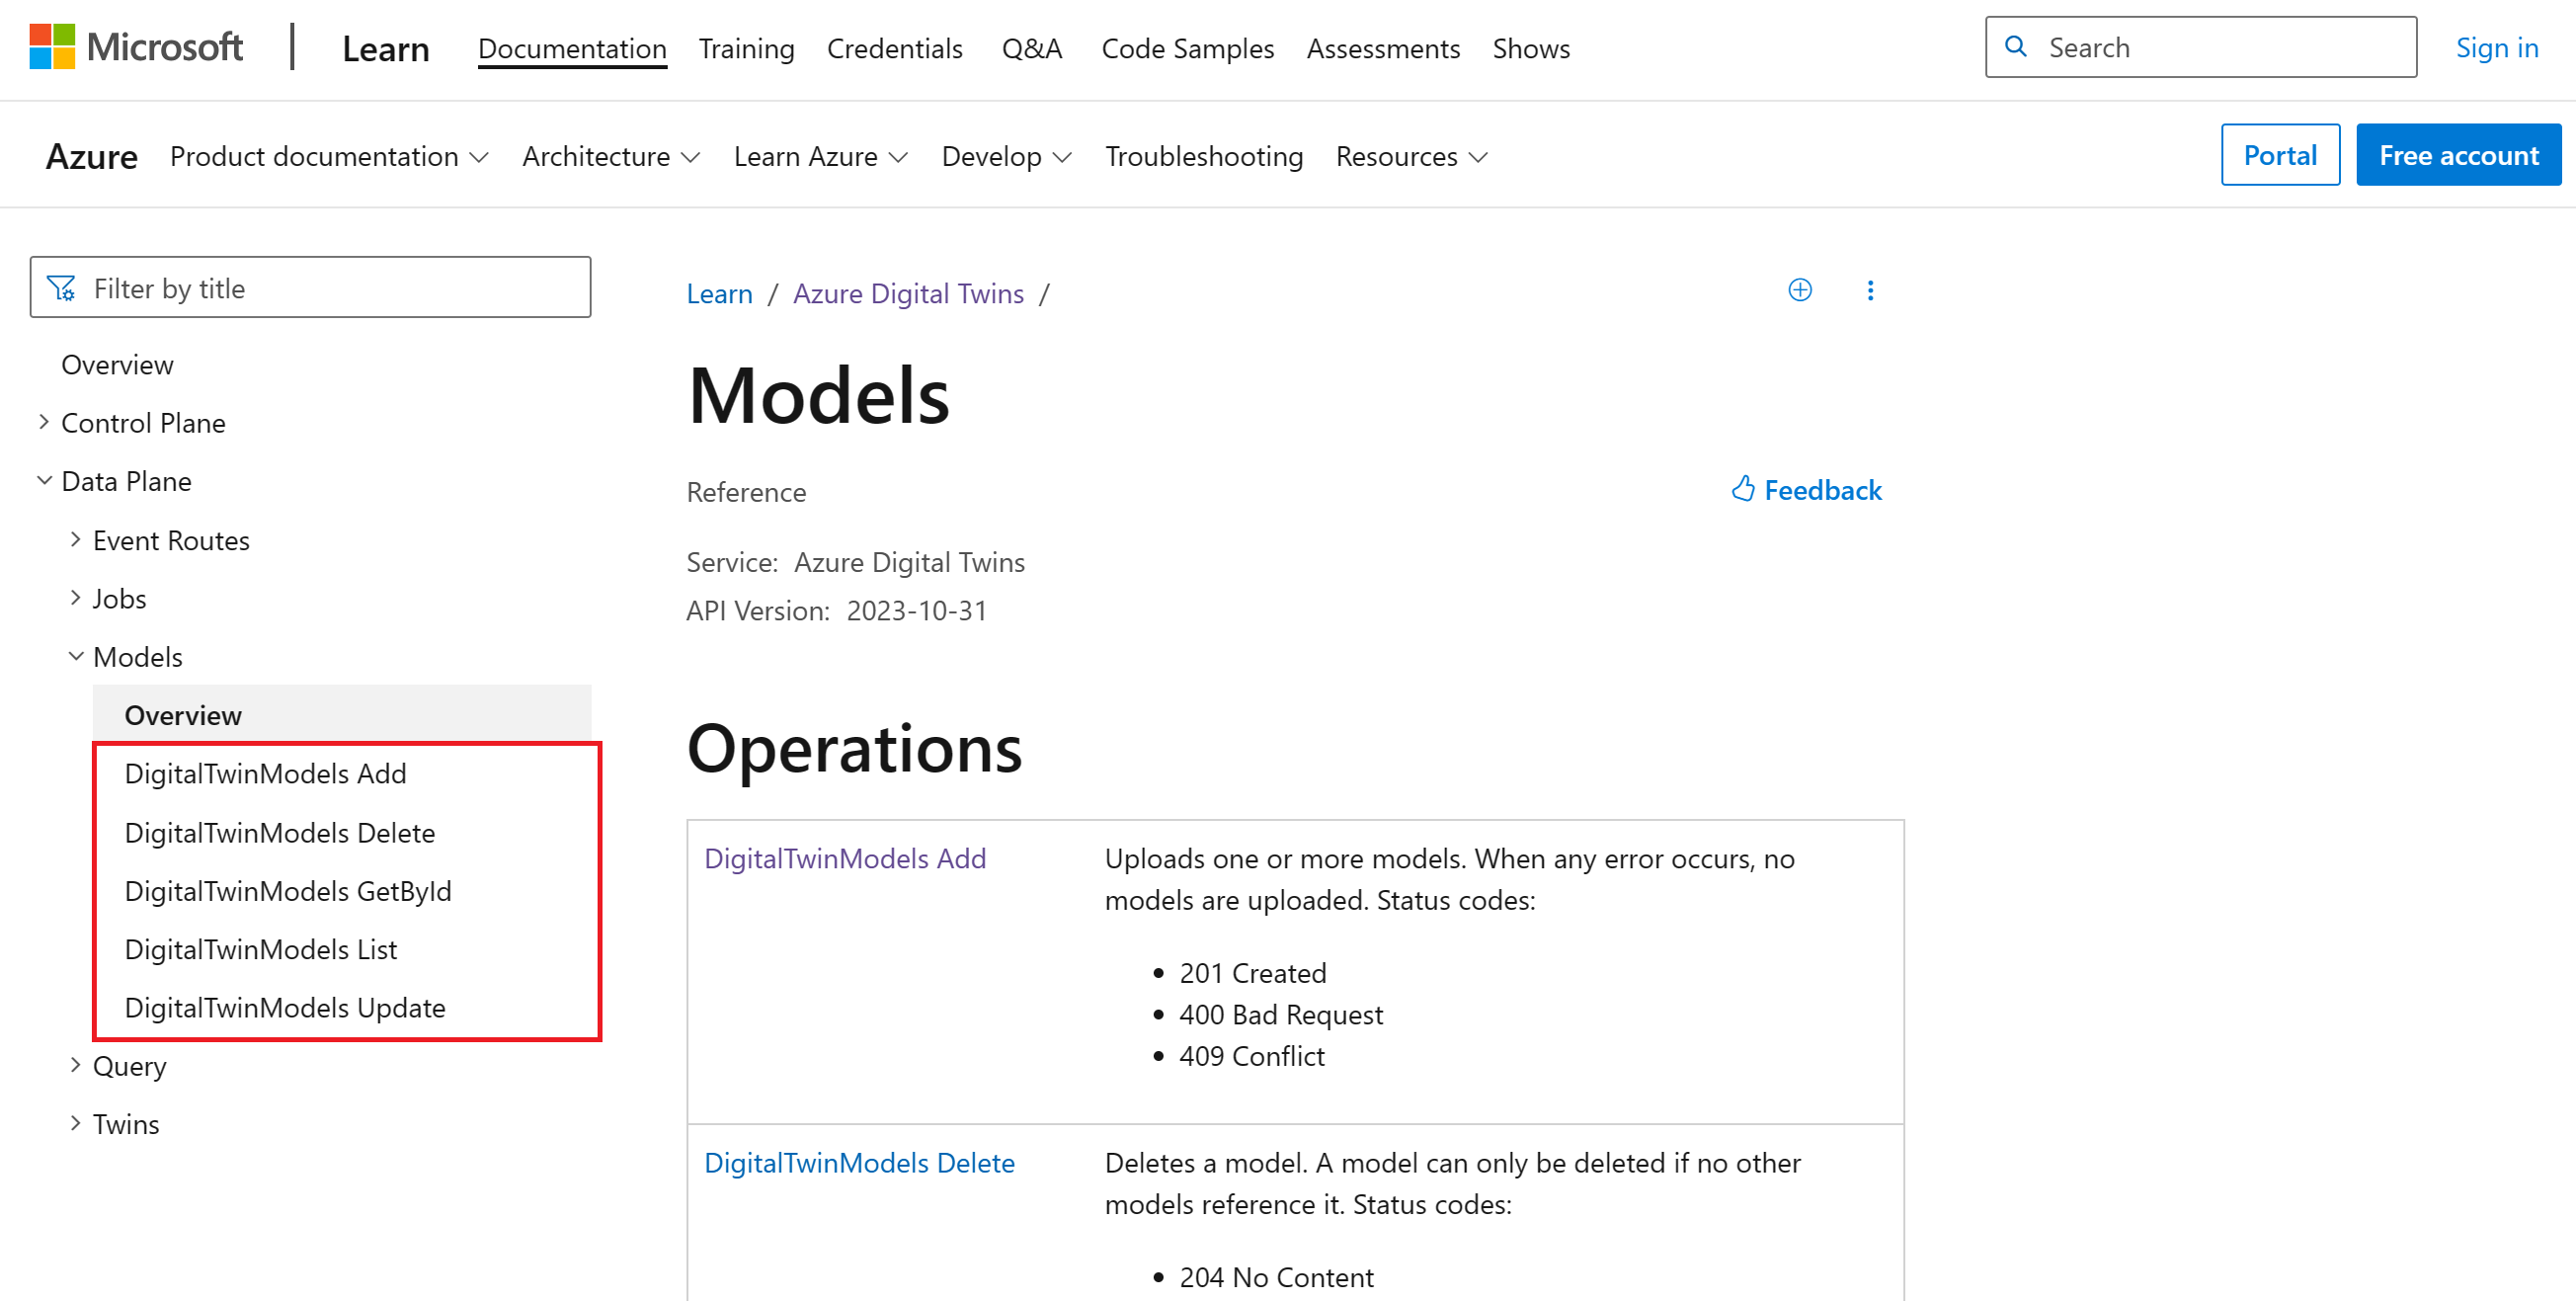 Microsoft
Learn
Documentation
Training
Credentials
Q&A
Code Samples
Assessments
Shows
Search
Sign in
Azure
Product documentation
Architecture
Learn Azure
Develop
Troubleshooting
Resources
Portal
Free account
Filter by title
Overview
Control Plane
Data Plane
Event Routes
Jobs
Models
Overview
DigitalTwinModels Add
DigitalTwinModels Delete
DigitalTwinModels GetById
DigitalTwinModels List
DigitalTwinModels Update
Query
Twins
Learn / Azure Digital Twins /
Models
Reference
Feedback
Service: Azure Digital Twins
API Version: 2023-10-31
Operations
DigitalTwinModels Add
Uploads one or more models. When any error occurs, no
models are uploaded. Status codes:
• 201 Created
• 400 Bad Request
• 409 Conflict
DigitalTwinModels Delete
Deletes a model. A model can only be deleted if no other
models reference it. Status codes:
• 204 No Content